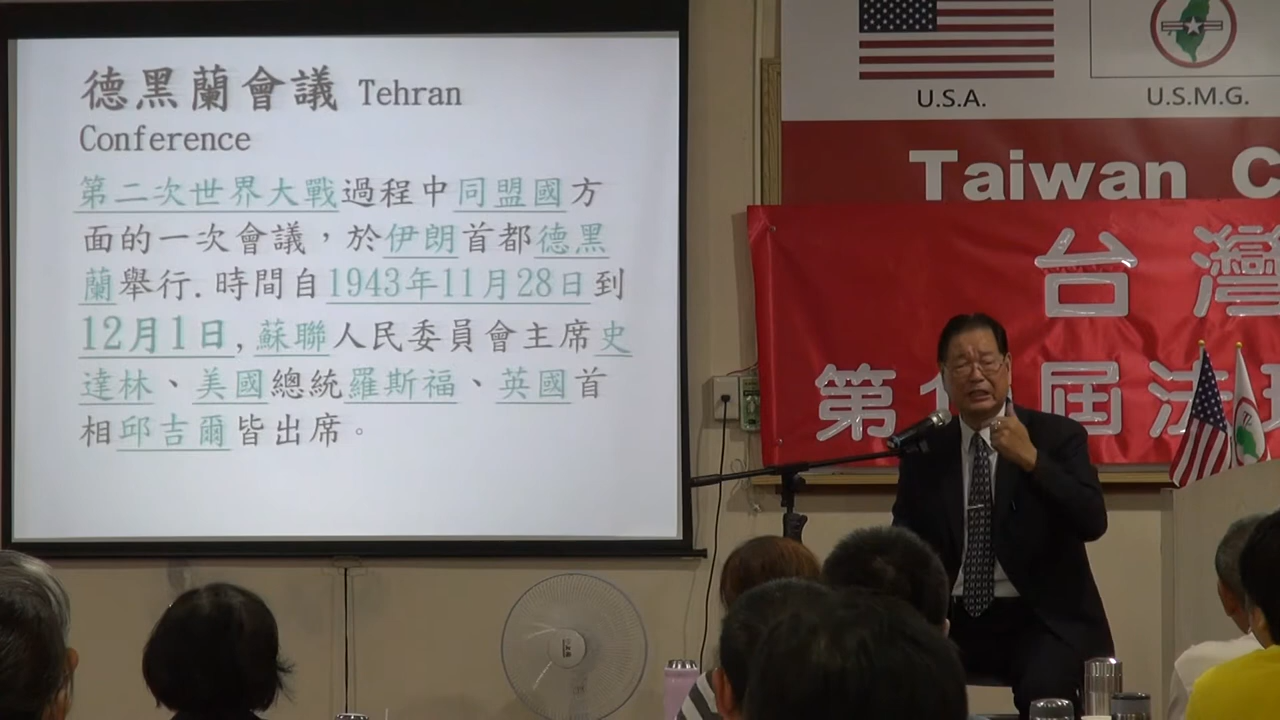 德黑蘭會議 Tehran
Conference
第二次世界大戰過程中同盟國方
面的一次會議，於伊朗首都德黑
蘭舉行.時間自1943年11月28日到
12月1日,蘇聯人民委員會主席史
達林、美國總統羅斯福、英國首
相邱吉爾皆出席。
U.S.A.
U.S.M.G.
Taiwan C
台灣
第 屆法